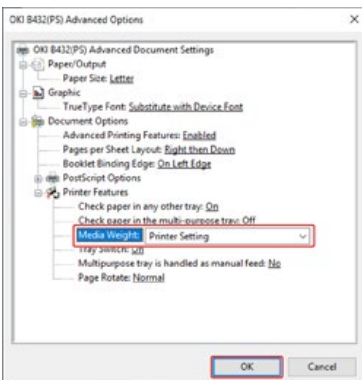 OKI B432(PS) Advanced Options
OKI B432(PS) Advanced Document Settings
Paper/Output
Paper Size: Letter
Graphic
TrueType Font: Substitute with Device Font
Document Options
Advanced Printing Features: Enabled
Pages per Sheet Layout: Right then Down
Booklet Binding Edge: On Left Edge
PostScript Options
Printer Features
Check paper in any other tray: On
Check paper in the multi-purpose tray: Off
Media Weight: Printer Setting
Tray Switch: On
Multipurpose tray is handled as manual feed: No
Page Rotate: Normal
OK Cancel